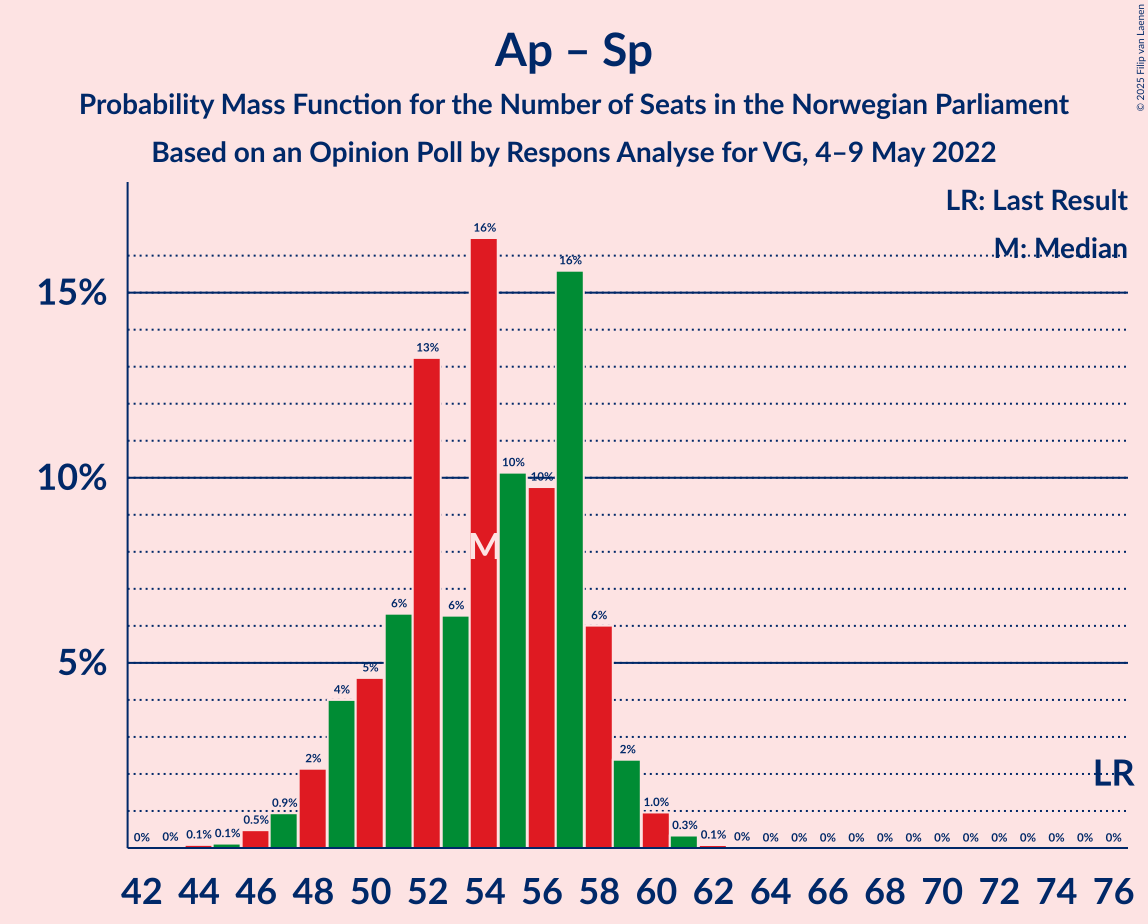 Ap – Sp
Probability Mass Function for the Number of Seats in the Norwegian Parliament
Based on an Opinion Poll by Respons Analyse for VG, 4–9 May 2022
© 2025 Filip van Laenen
LR: Last Result
M: Median
15%
10%
5%
0% 0% 0.1% 0.1% 0.5% 0.9% 2% 4% 5% 6% 13% 6% 16% 10% 10% 16% 6% 2% 1.0% 0.3% 0.1% 0% 0% 0% 0% 0% 0% 0% 0% 0% 0% 0% 0% 0% 0%
M
LR
42 44 46 48 50 52 54 56 58 60 62 64 66 68 70 72 74 76